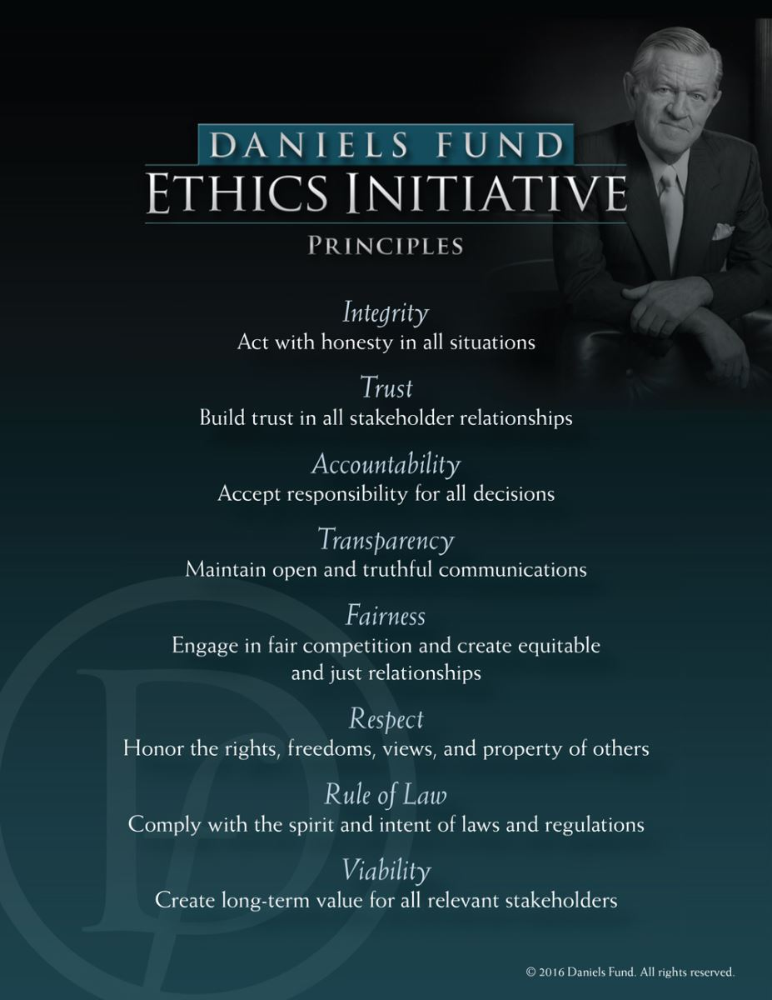 DANIELS FUND
ETHICS INITIATIVE
PRINCIPLES
Integrity
Act with honesty in all situations
Trust
Build trust in all stakeholder relationships
Accountability
Accept responsibility for all decisions
Transparency
Maintain open and truthful communications
Fairness
Engage in fair competition and create equitable
and just relationships
Respect
Honor the rights, freedoms, views, and property of others
Rule of Law
Comply with the spirit and intent of laws and regulations
Viability
Create long-term value for all relevant stakeholders
© 2016 Daniels Fund. All rights reserved.